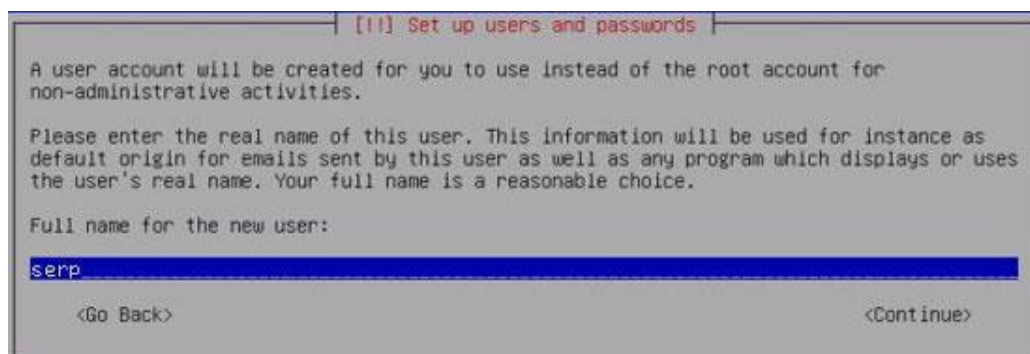 [!!] Set up users and passwords
A user account will be created for you to use instead of the root account for
non-administrative activities.
Please enter the real name of this user. This information will be used for instance as
default origin for emails sent by this user as well as any program which displays or uses
the user's real name. Your full name is a reasonable choice.
Full name for the new user:
serp
<Go Back> <Continue>